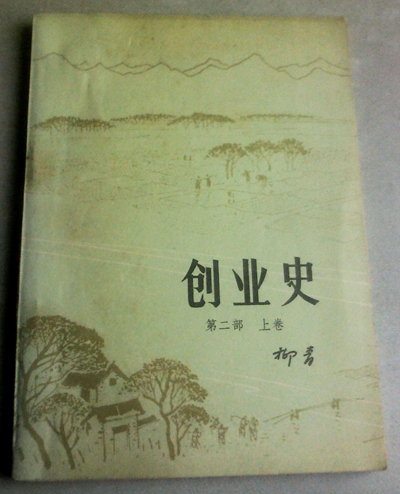 创业史
第二部 上卷
柳青